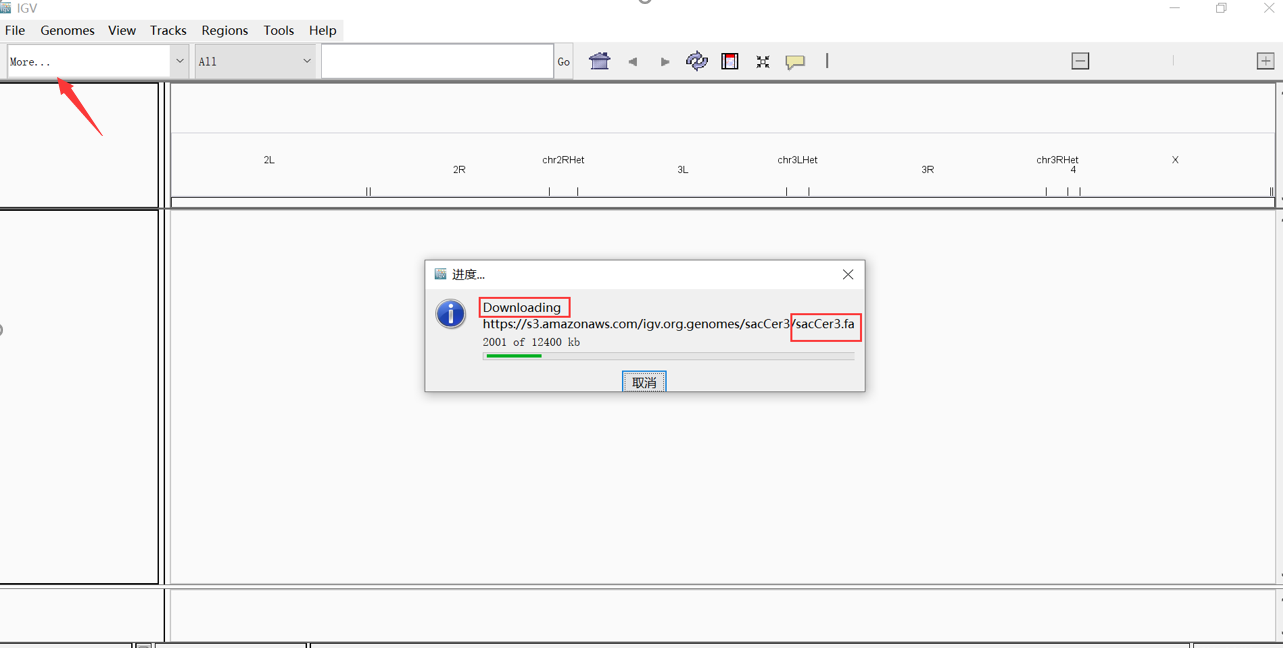 IGV
File Genomes View Tracks Regions Tools Help
More... All Go
2L chr2RHet chr3LHet chr3RHet X
2R 3L 3R 4
进度...
Downloading
https://s3.amazonaws.com/igv.org.genomes/sacCer3/sacCer3.fa
2001 of 12400 kb
取消